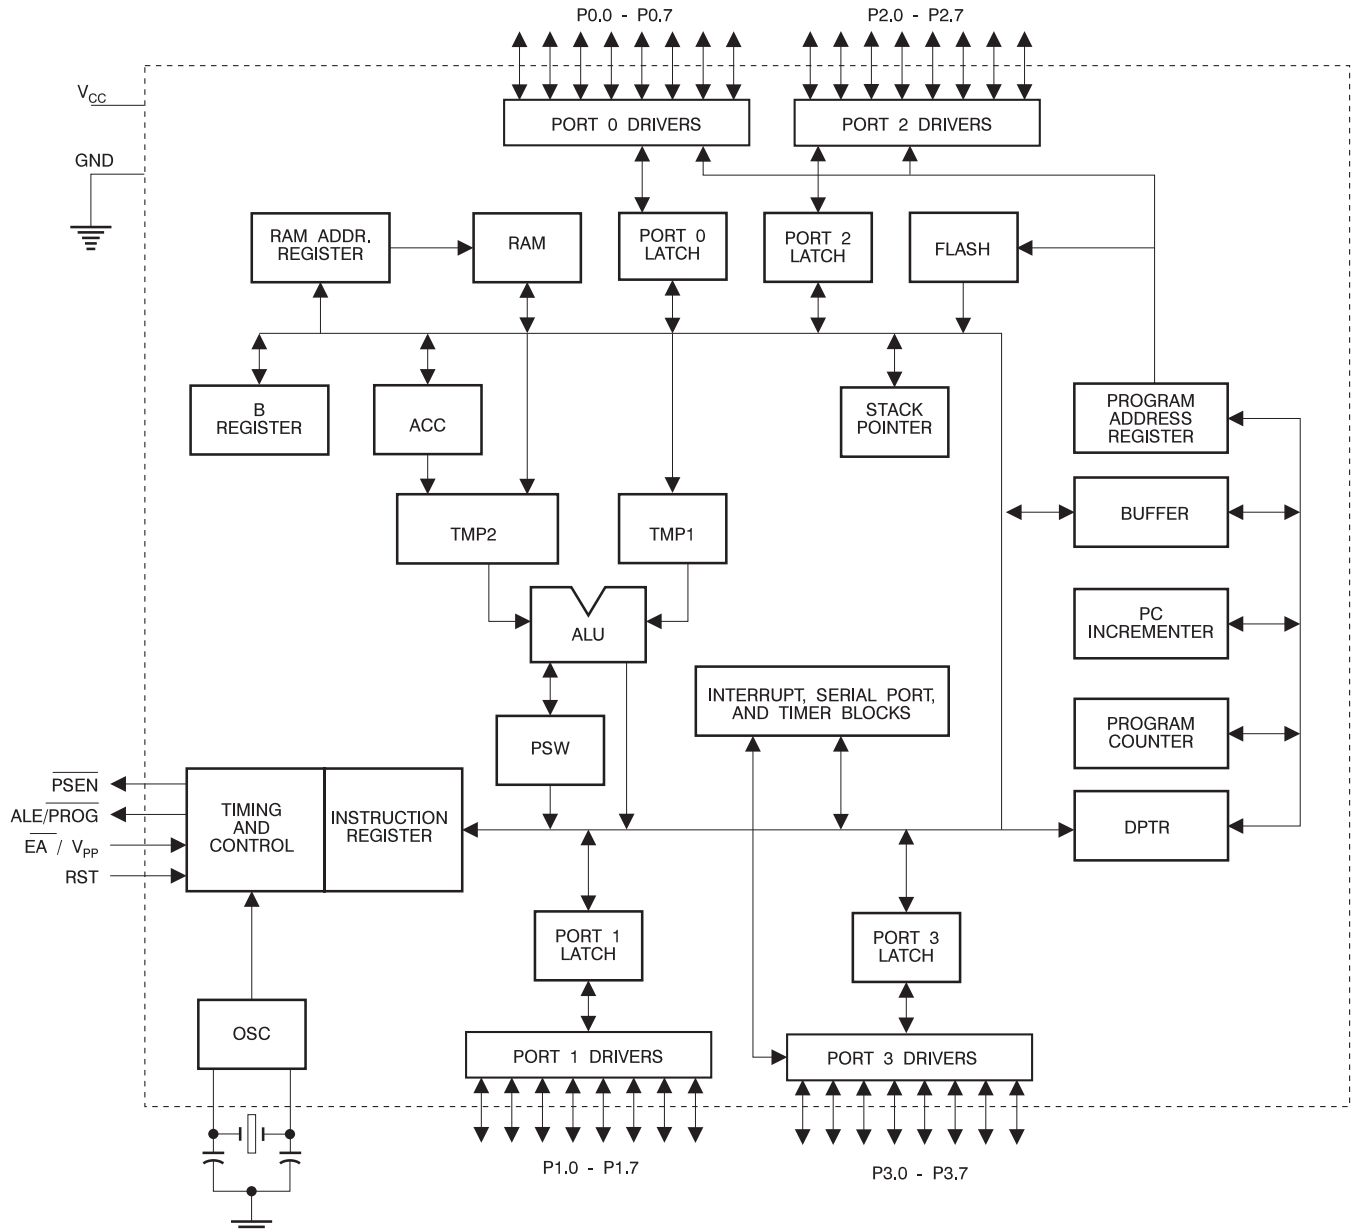 P0.0 - P0.7
P2.0 - P2.7
VCC
GND
PORT 0 DRIVERS
PORT 2 DRIVERS
RAM ADDR.
REGISTER
RAM
PORT 0
LATCH
PORT 2
LATCH
FLASH
B
REGISTER
ACC
STACK
POINTER
PROGRAM
ADDRESS
REGISTER
BUFFER
TMP2
TMP1
ALU
PC
INCREMENTER
INTERRUPT, SERIAL PORT,
AND TIMER BLOCKS
PSW
PROGRAM
COUNTER
PSEN
ALE/PROG
EA / VPP
RST
TIMING
AND
CONTROL
INSTRUCTION
REGISTER
DPTR
PORT 1
LATCH
PORT 3
LATCH
OSC
PORT 1 DRIVERS
PORT 3 DRIVERS
P1.0 - P1.7
P3.0 - P3.7